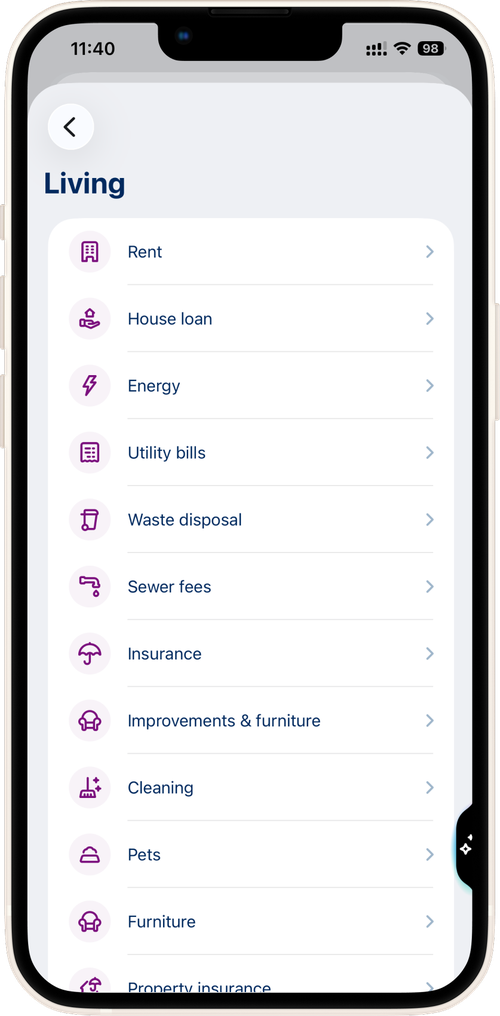 11:40
98
Living
Rent
House loan
Energy
Utility bills
Waste disposal
Sewer fees
Insurance
Improvements & furniture
Cleaning
Pets
Furniture
Property insurance